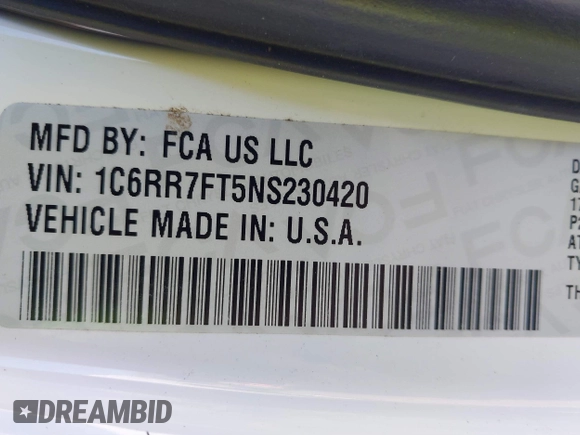 MFD BY: FCA US LLC
VIN: 1C6RR7FT5NS230420
VEHICLE MADE IN: U.S.A.
DREAMBID